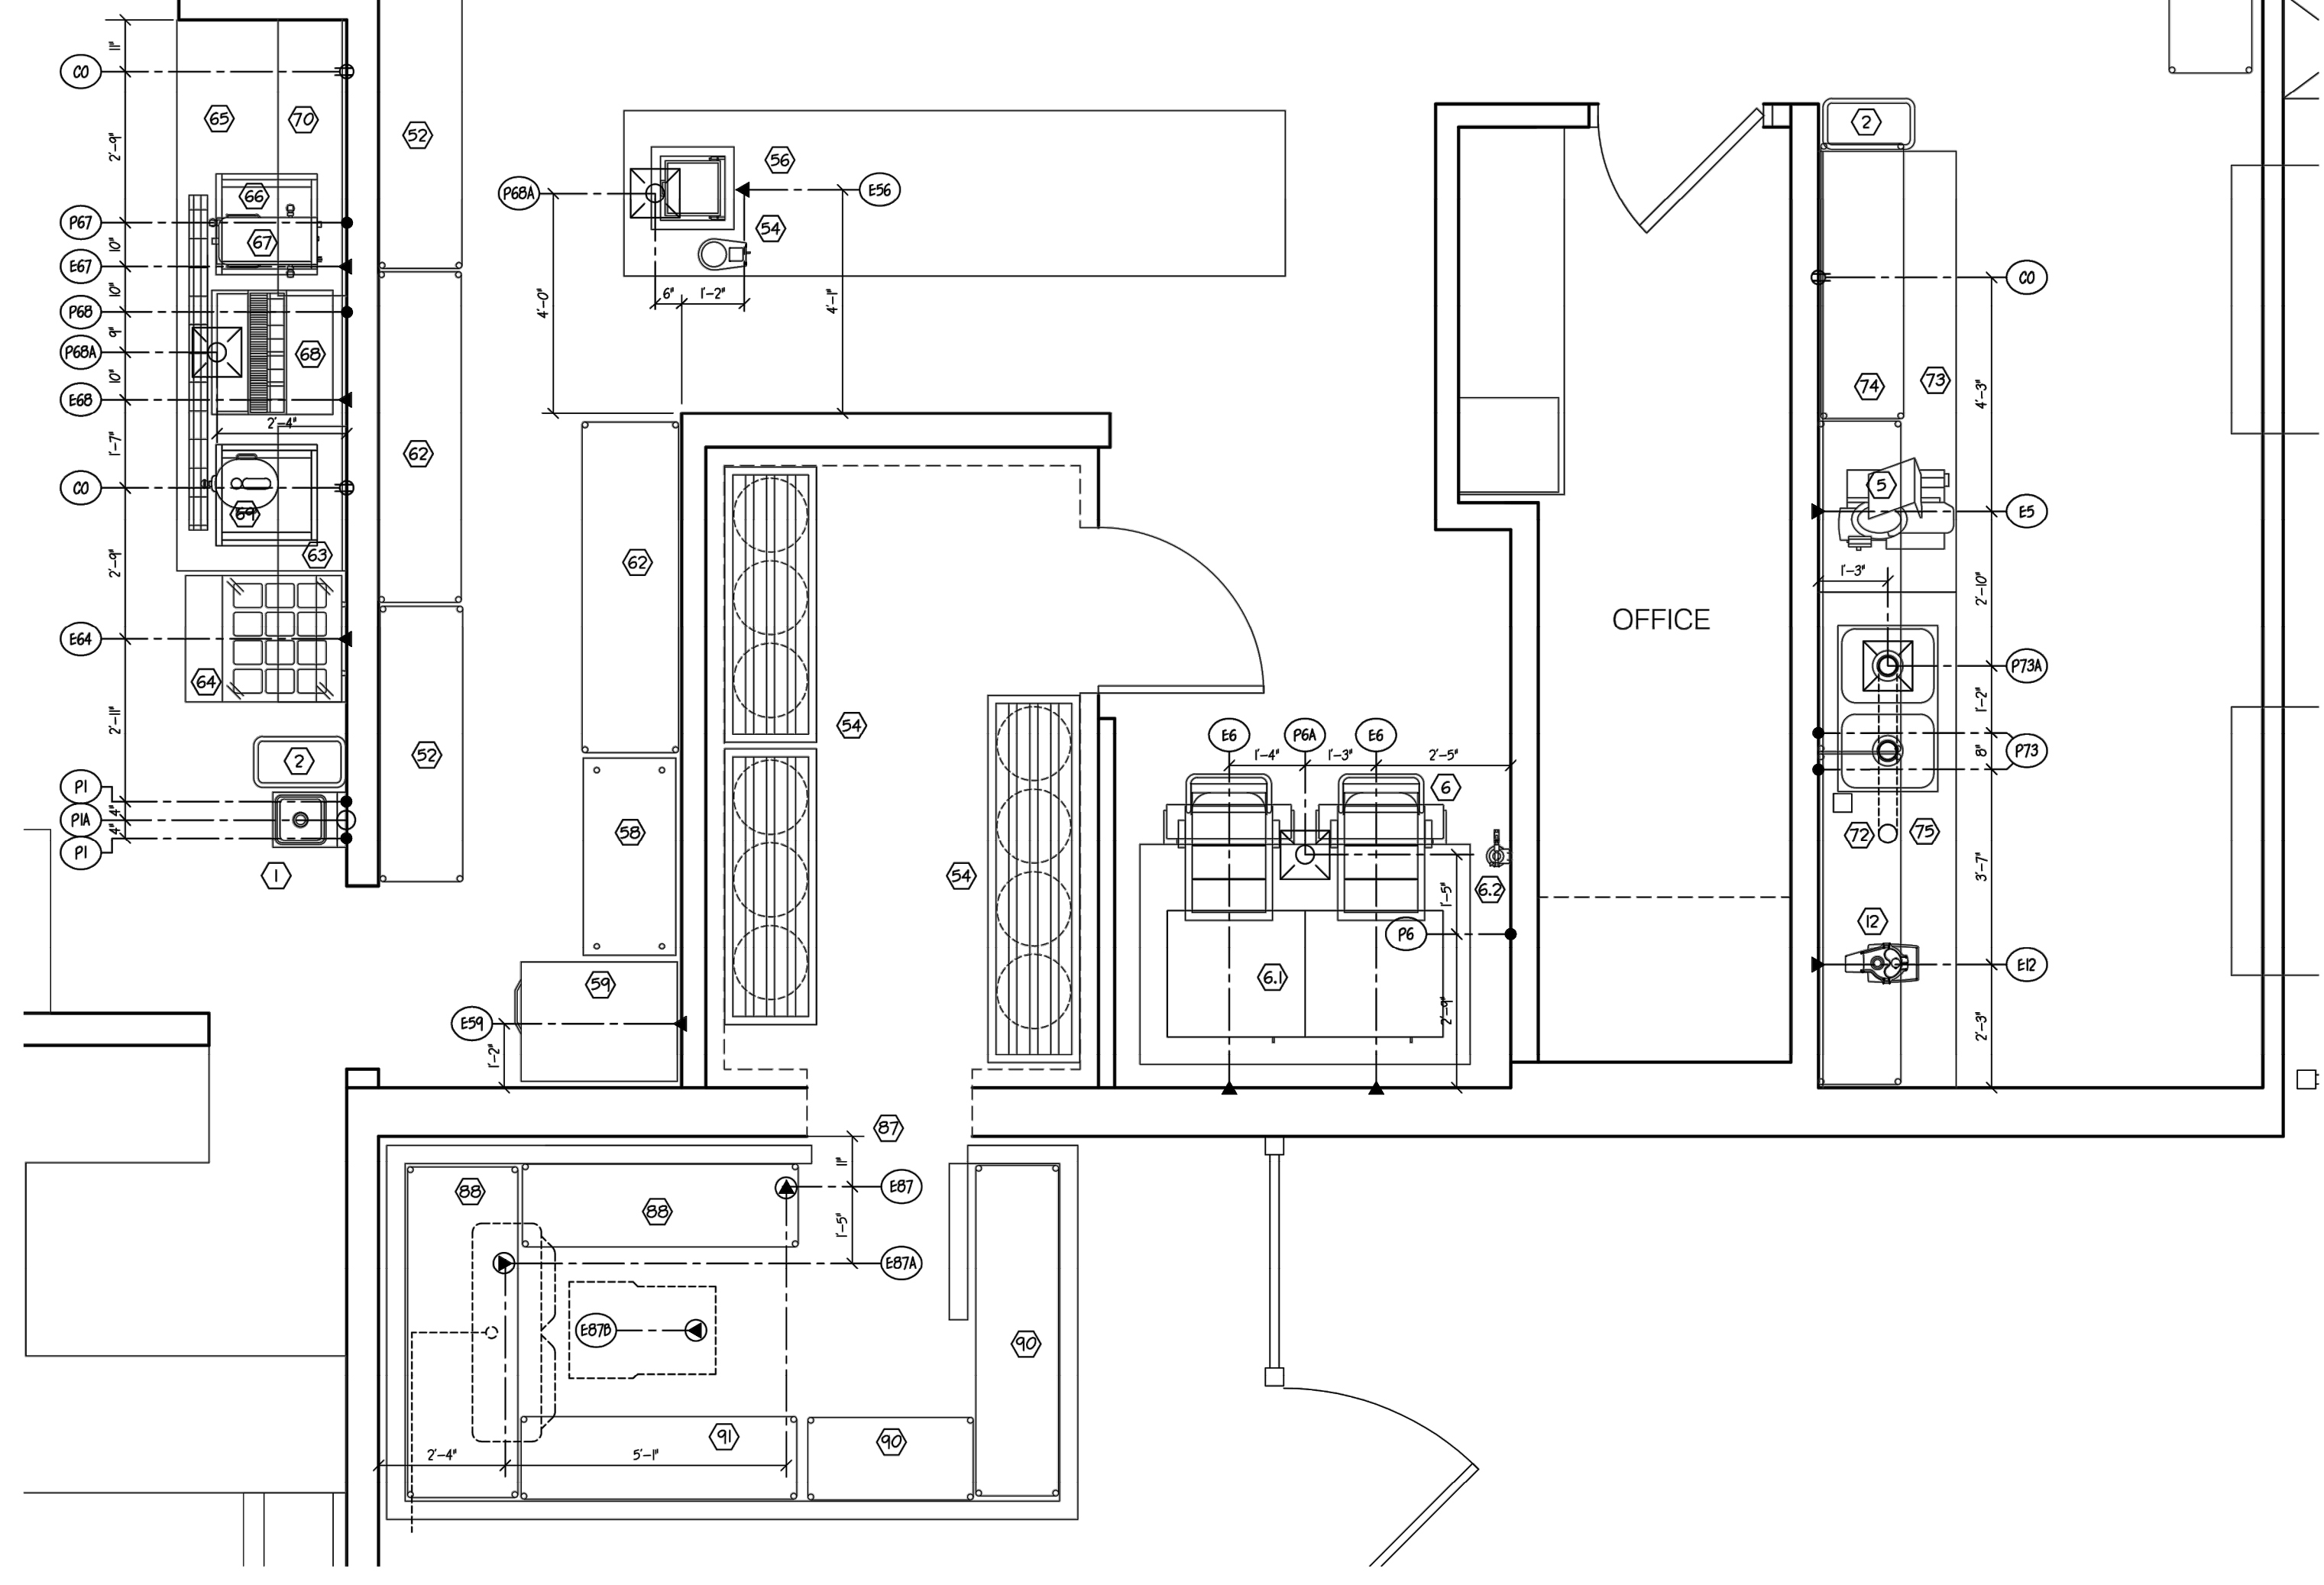 11"
CO
65
70
52
2
2'-9"
66
56
P68A
E56
P67
67
54
10"
E67
CO
10"
P68
4'-0"
6"
1'-2"
4'-1"
9"
P68A
68
10"
74
73
4'-3"
E68
2'-4"
1'-7"
62
CO
5
69
E5
63
62
2'-9"
1'-3"
2'-10"
OFFICE
E64
P73A
64
1'-2"
2'-11"
54
E6
P6A
E6
52
2
1'-4"
1'-3"
2'-5"
8"
P73
P1
6
4"
P1A
4"
58
72
75
P1
1
54
6.2
1'-5"
3'-7"
P6
12
59
6.1
E12
2'-9"
E59
1'-2"
2'-3"
87
11"
88
E87
88
1'-5"
E87A
E87B
90
91
90
2'-4"
5'-1"